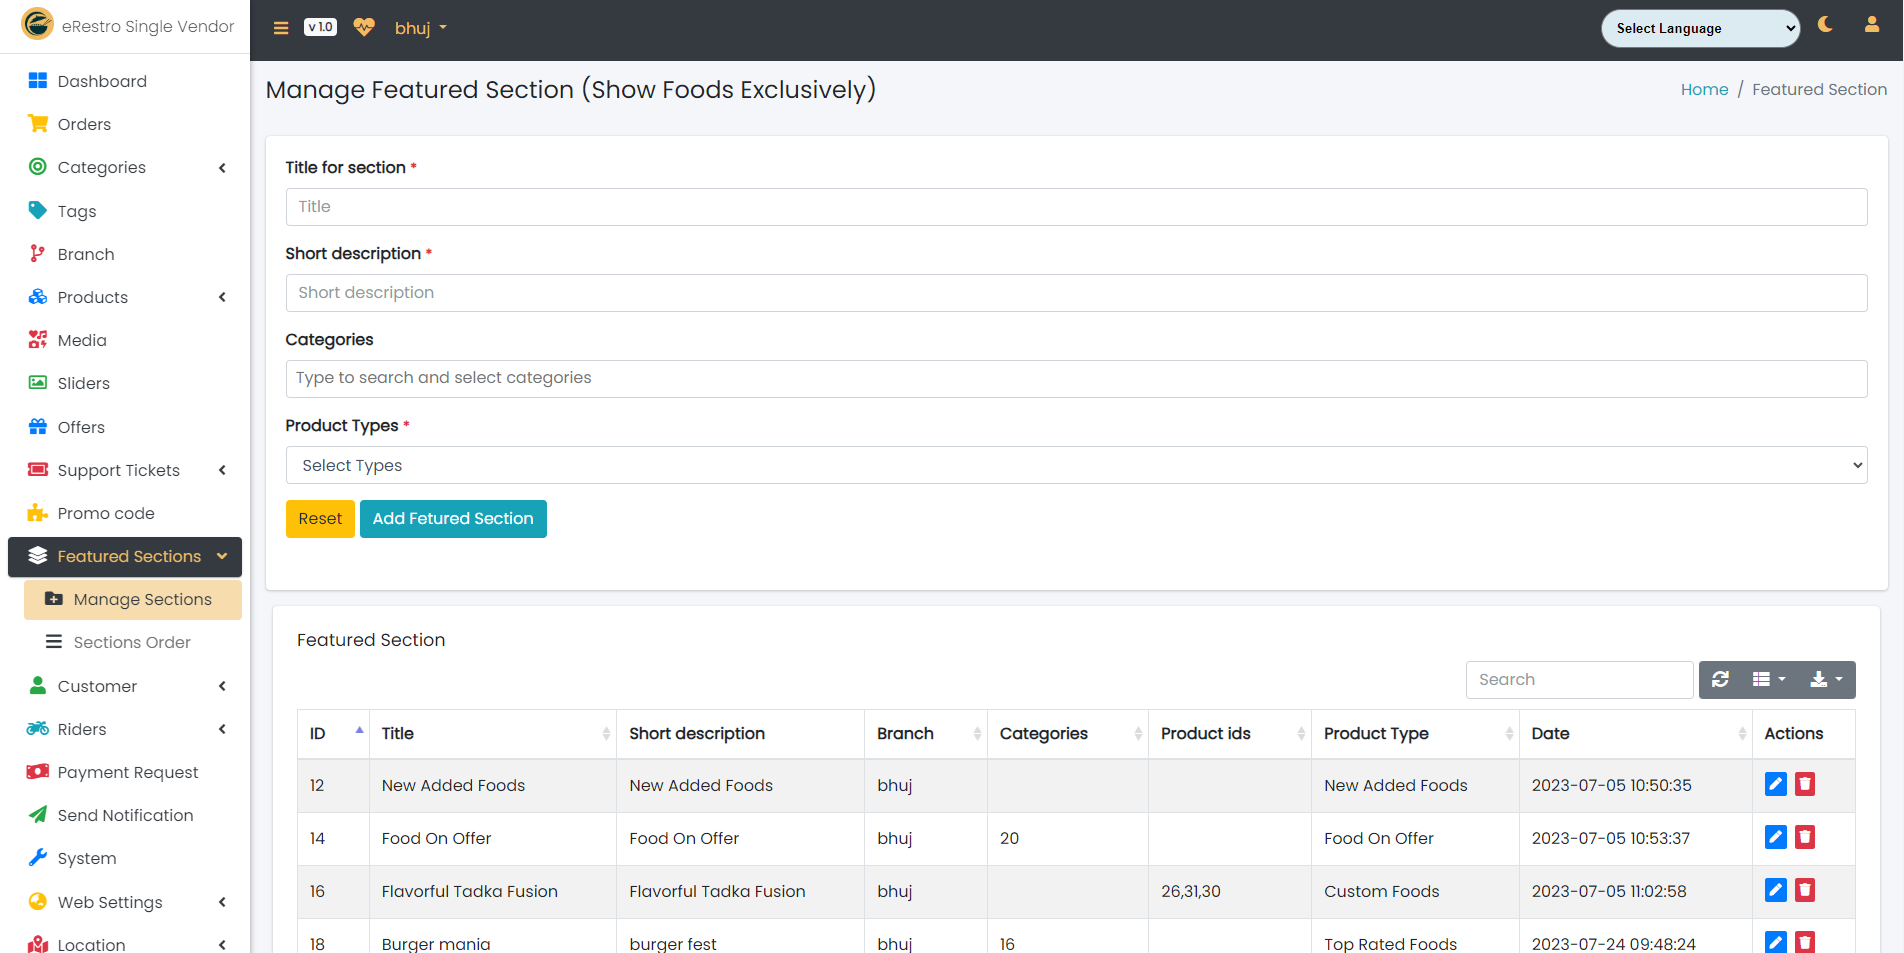 eRestro Single Vendor
v 1.0
bhuj
Select Language
Dashboard
Orders
Categories
Tags
Branch
Products
Media
Sliders
Offers
Support Tickets
Promo code
Featured Sections
Manage Sections
Sections Order
Customer
Riders
Payment Request
Send Notification
System
Web Settings
Location
Manage Featured Section (Show Foods Exclusively)
Home / Featured Section
Title for section *
Title
Short description *
Short description
Categories
Type to search and select categories
Product Types *
Select Types
Reset Add Fetured Section
Featured Section
Search
ID Title Short description Branch Categories Product ids Product Type Date Actions
12 New Added Foods New Added Foods bhuj New Added Foods 2023-07-05 10:50:35
14 Food On Offer Food On Offer bhuj 20 Food On Offer 2023-07-05 10:53:37
16 Flavorful Tadka Fusion Flavorful Tadka Fusion bhuj 26,31,30 Custom Foods 2023-07-05 11:02:58
18 Burger mania burger fest bhuj 16 Top Rated Foods 2023-07-24 09:48:24